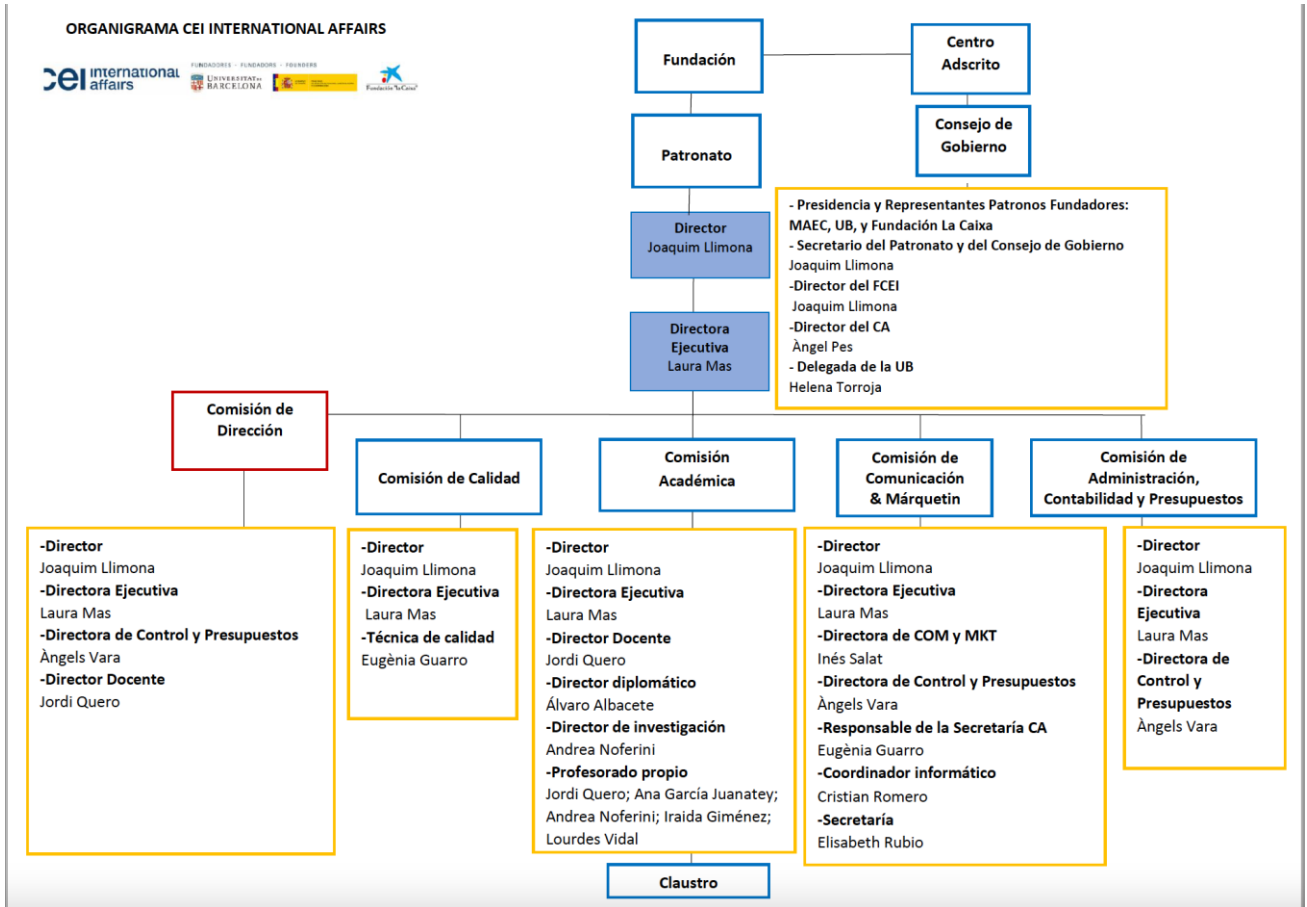 ORGANIGRAMA CEI INTERNATIONAL AFFAIRS
cei international
affairs
FUNDADORES - FUNDADORS - FOUNDERS
UNIVERSITAT DE
BARCELONA
Fundación "la Caixa"
Fundación
Centro
Adscrito
Patronato
Consejo de
Gobierno
Director
Joaquim Llimona
Directora
Ejecutiva
Laura Mas
- Presidencia y Representantes Patronos Fundadores:
MAEC, UB, y Fundación La Caixa
- Secretario del Patronato y del Consejo de Gobierno
Joaquim Llimona
-Director del FCEI
Joaquim Llimona
-Director del CA
Àngel Pes
- Delegada de la UB
Helena Torroja
Comisión de
Dirección
Comisión de Calidad
Comisión
Académica
Comisión de
Comunicación
& Márquetin
Comisión de
Administración,
Contabilidad y Presupuestos
-Director
Joaquim Llimona
-Directora Ejecutiva
Laura Mas
-Directora de Control y Presupuestos
Àngels Vara
-Director Docente
Jordi Quero
-Director
Joaquim Llimona
-Directora Ejecutiva
Laura Mas
-Técnica de calidad
Eugènia Guarro
-Director
Joaquim Llimona
-Directora Ejecutiva
Laura Mas
-Director Docente
Jordi Quero
-Director diplomático
Álvaro Albacete
-Director de investigación
Andrea Noferini
-Profesorado propio
Jordi Quero; Ana García Juanatey;
Andrea Noferini; Iraida Giménez;
Lourdes Vidal
-Director
Joaquim Llimona
-Directora Ejecutiva
Laura Mas
-Directora de COM y MKT
Inés Salat
-Directora de Control y Presupuestos
Àngels Vara
-Responsable de la Secretaría CA
Eugènia Guarro
-Coordinador informático
Cristian Romero
-Secretaría
Elisabeth Rubio
-Director
Joaquim Llimona
-Directora
Ejecutiva
Laura Mas
-Directora de
Control y
Presupuestos
Àngels Vara
Claustro